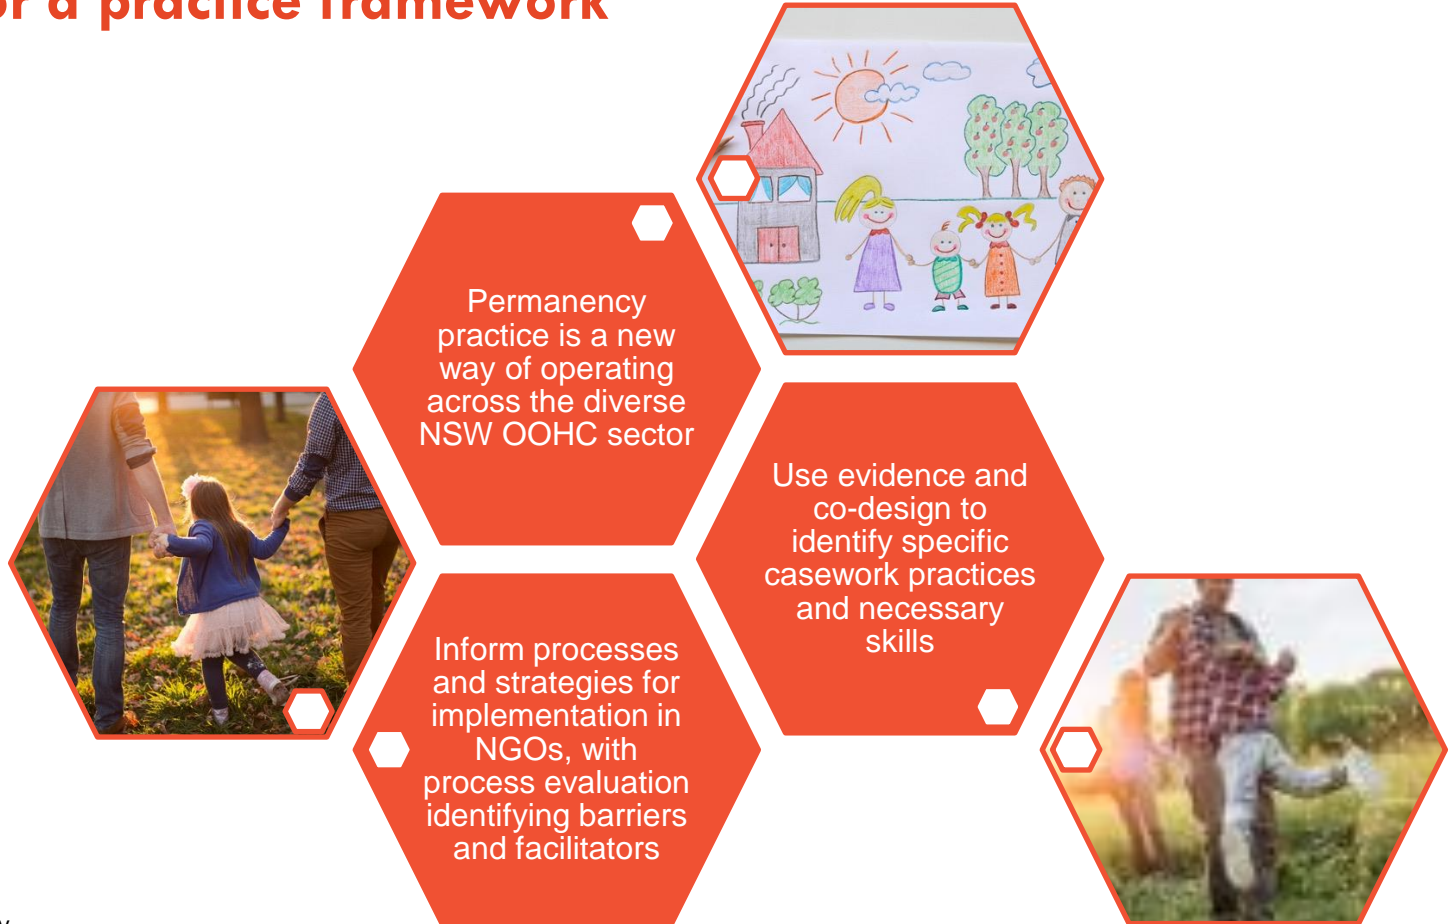 or a practice framework
Permanency
practice is a new
way of operating
across the diverse
NSW OOHC sector
Use evidence and
co-design to
identify specific
casework practices
and necessary
skills
Inform processes
and strategies for
implementation in
NGOs, with
process evaluation
identifying barriers
and facilitators